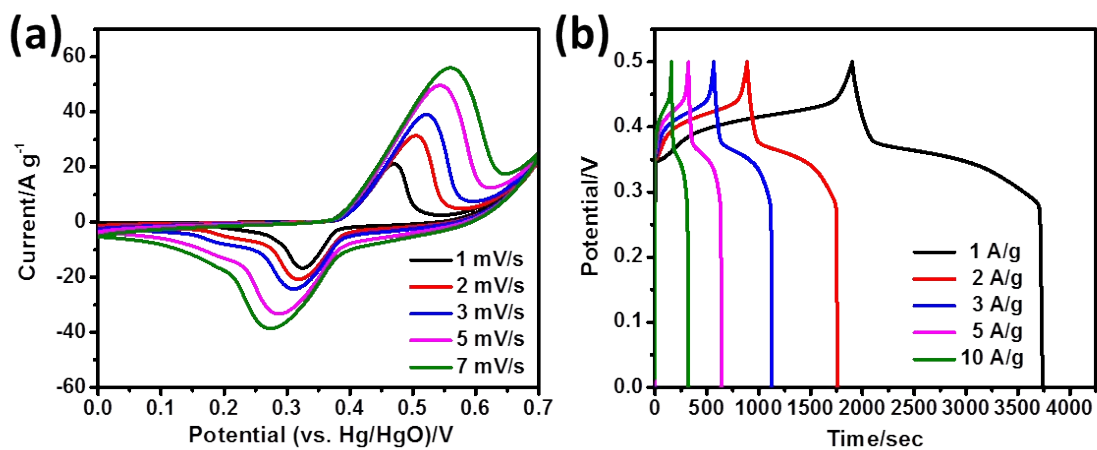 (a)
60
40
20
0
-20
-40
-60
Current/A g⁻¹
0.0 0.1 0.2 0.3 0.4 0.5 0.6 0.7
Potential (vs. Hg/HgO)/V
1 mV/s
2 mV/s
3 mV/s
5 mV/s
7 mV/s
(b)
0.5
0.4
0.3
0.2
0.1
0.0
Potential/V
0 500 1000 1500 2000 2500 3000 3500 4000
Time/sec
1 A/g
2 A/g
3 A/g
5 A/g
10 A/g